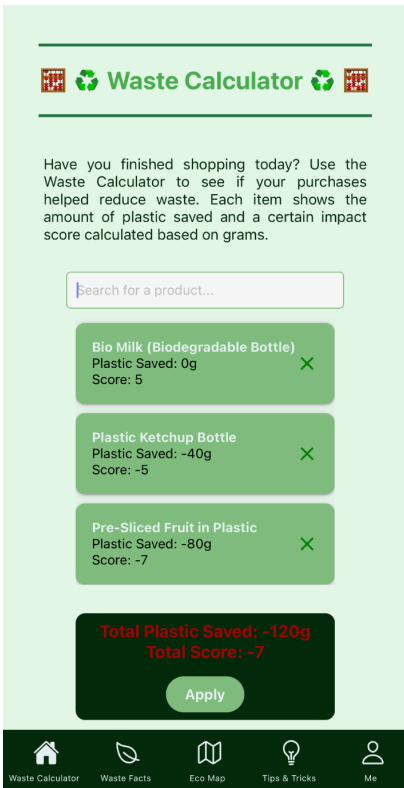 Waste Calculator
Have you finished shopping today? Use the
Waste Calculator to see if your purchases
helped reduce waste. Each item shows the
amount of plastic saved and a certain impact
score calculated based on grams.
Search for a product...
Bio Milk (Biodegradable Bottle)
Plastic Saved: 0g
Score: 5
Plastic Ketchup Bottle
Plastic Saved: -40g
Score: -5
Pre-Sliced Fruit in Plastic
Plastic Saved: -80g
Score: -7
Total Plastic Saved: -120g
Total Score: -7
Apply
Waste Calculator Waste Facts Eco Map Tips & Tricks Me